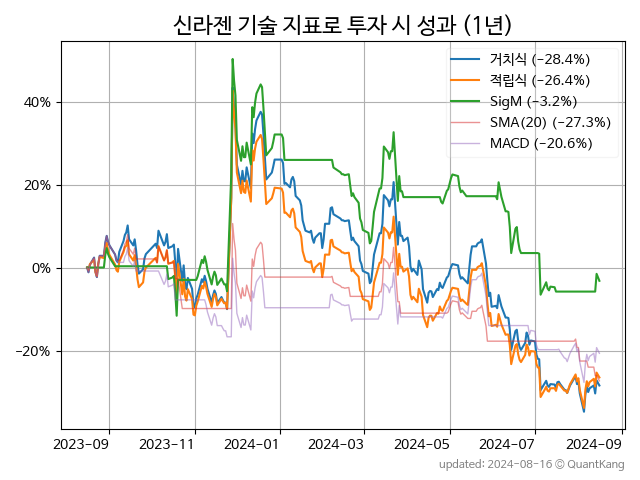 신라젠 기술 지표로 투자 시 성과 (1년)
거치식 (−28.4%)
적립식 (−26.4%)
SigM (−3.2%)
SMA(20) (−27.3%)
MACD (−20.6%)
40%
20%
0%
−20%
2023-09 2023-11 2024-01 2024-03 2024-05 2024-07 2024-09
updated: 2024-08-16 © QuantKang